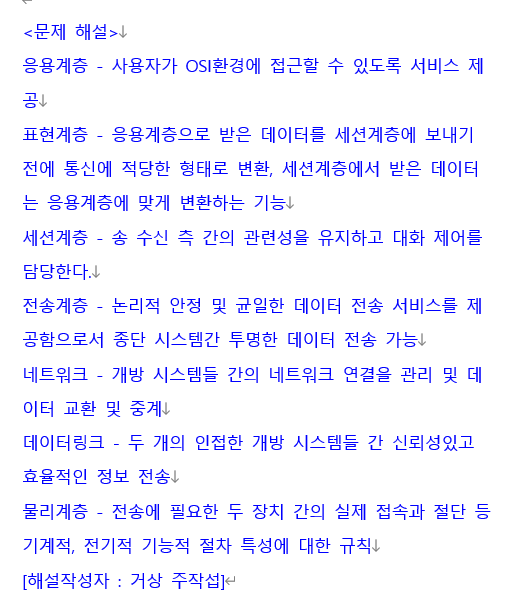 <문제 해설>
응용계층 - 사용자가 OSI환경에 접근할 수 있도록 서비스 제
공
표현계층 - 응용계층으로 받은 데이터를 세션계층에 보내기
전에 통신에 적당한 형태로 변환, 세션계층에서 받은 데이터
는 응용계층에 맞게 변환하는 기능
세션계층 - 송 수신 측 간의 관련성을 유지하고 대화 제어를
담당한다.
전송계층 - 논리적 안정 및 균일한 데이터 전송 서비스를 제
공함으로서 종단 시스템간 투명한 데이터 전송 가능
네트워크 - 개방 시스템들 간의 네트워크 연결을 관리 및 데
이터 교환 및 중계
데이터링크 - 두 개의 인접한 개방 시스템들 간 신뢰성있고
효율적인 정보 전송
물리계층 - 전송에 필요한 두 장치 간의 실제 접속과 절단 등
기계적, 전기적 기능적 절차 특성에 대한 규칙
[해설작성자 : 거상 주작섭]